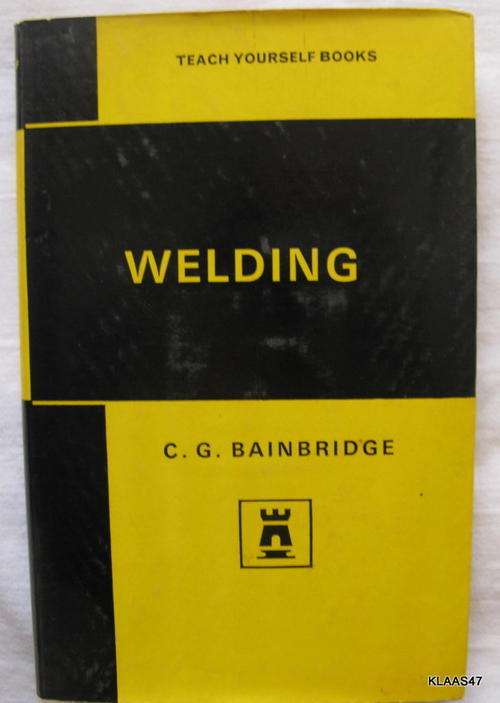 TEACH YOURSELF BOOKS
WELDING
C. G. BAINBRIDGE
KLAAS47